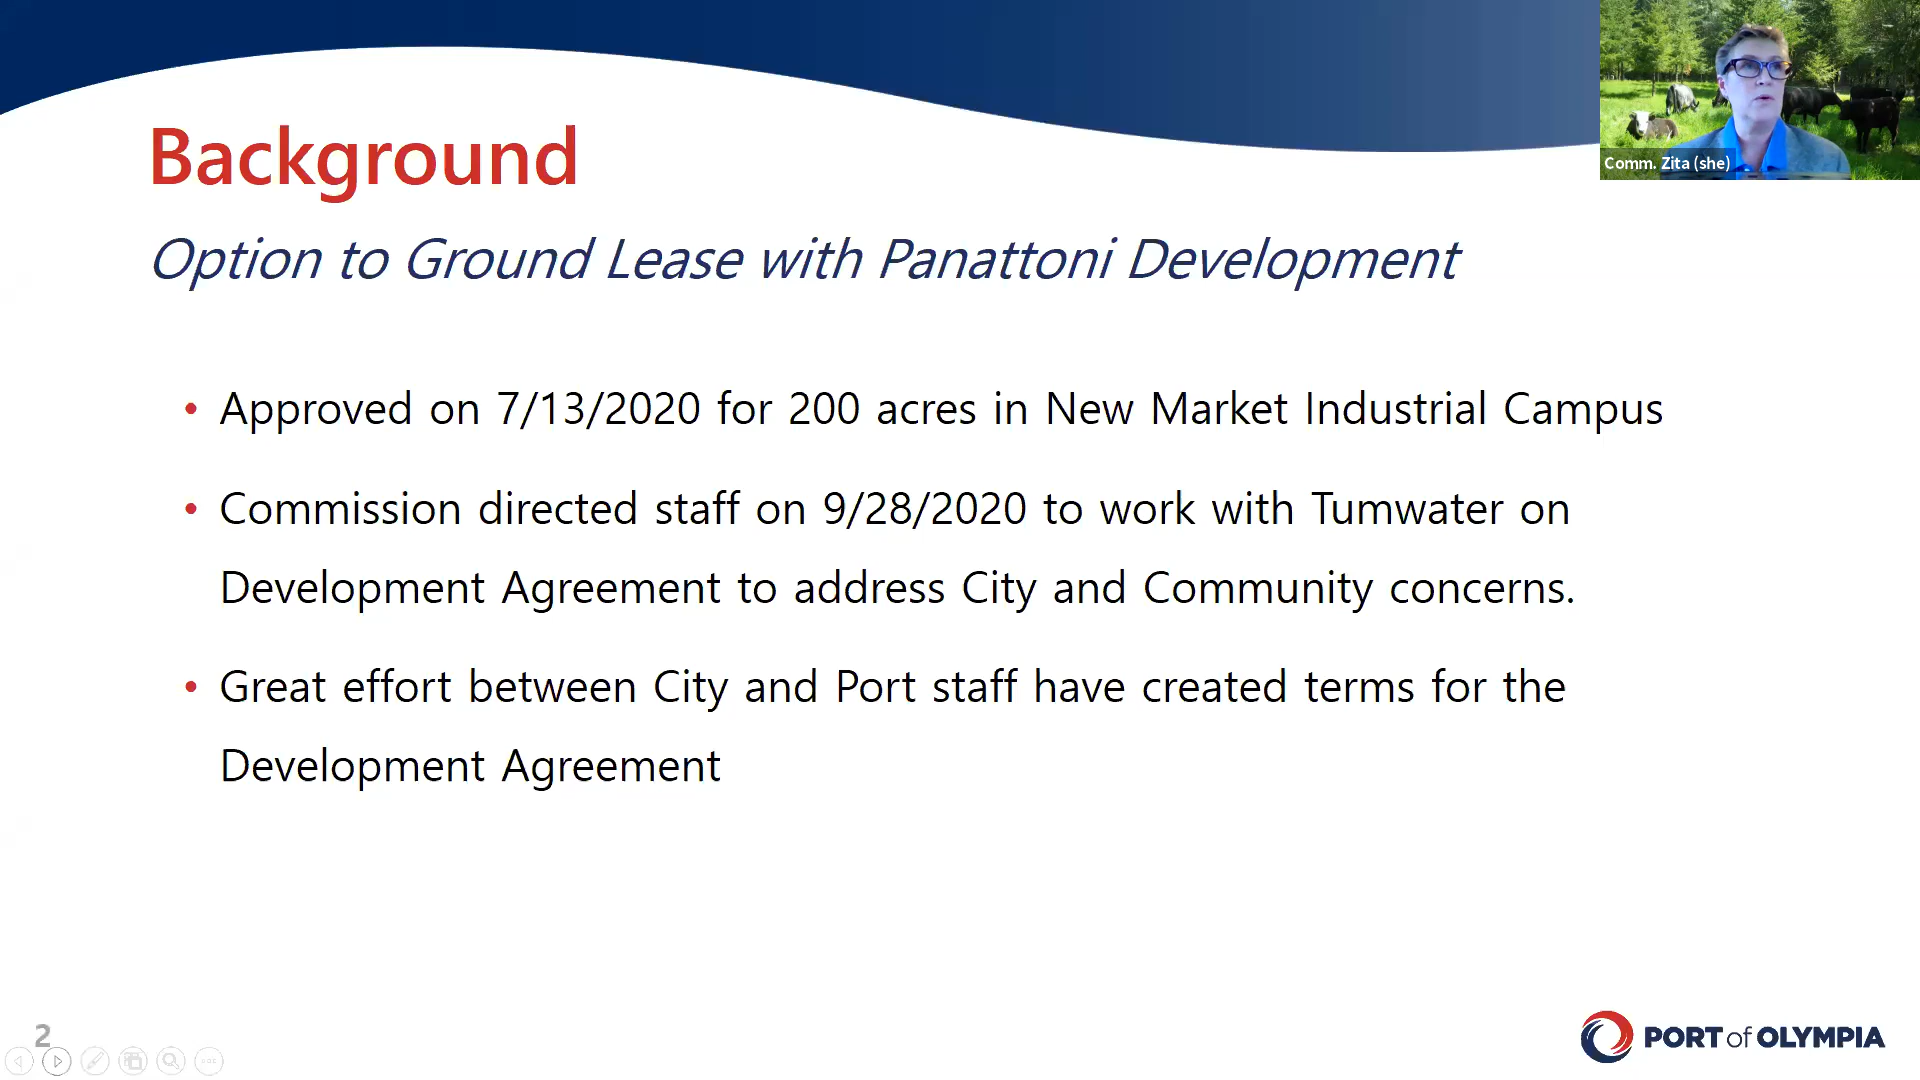 Comm. Zita (she)
Background
Option to Ground Lease with Panattoni Development
• Approved on 7/13/2020 for 200 acres in New Market Industrial Campus
• Commission directed staff on 9/28/2020 to work with Tumwater on
Development Agreement to address City and Community concerns.
• Great effort between City and Port staff have created terms for the
Development Agreement
2
PORT of OLYMPIA